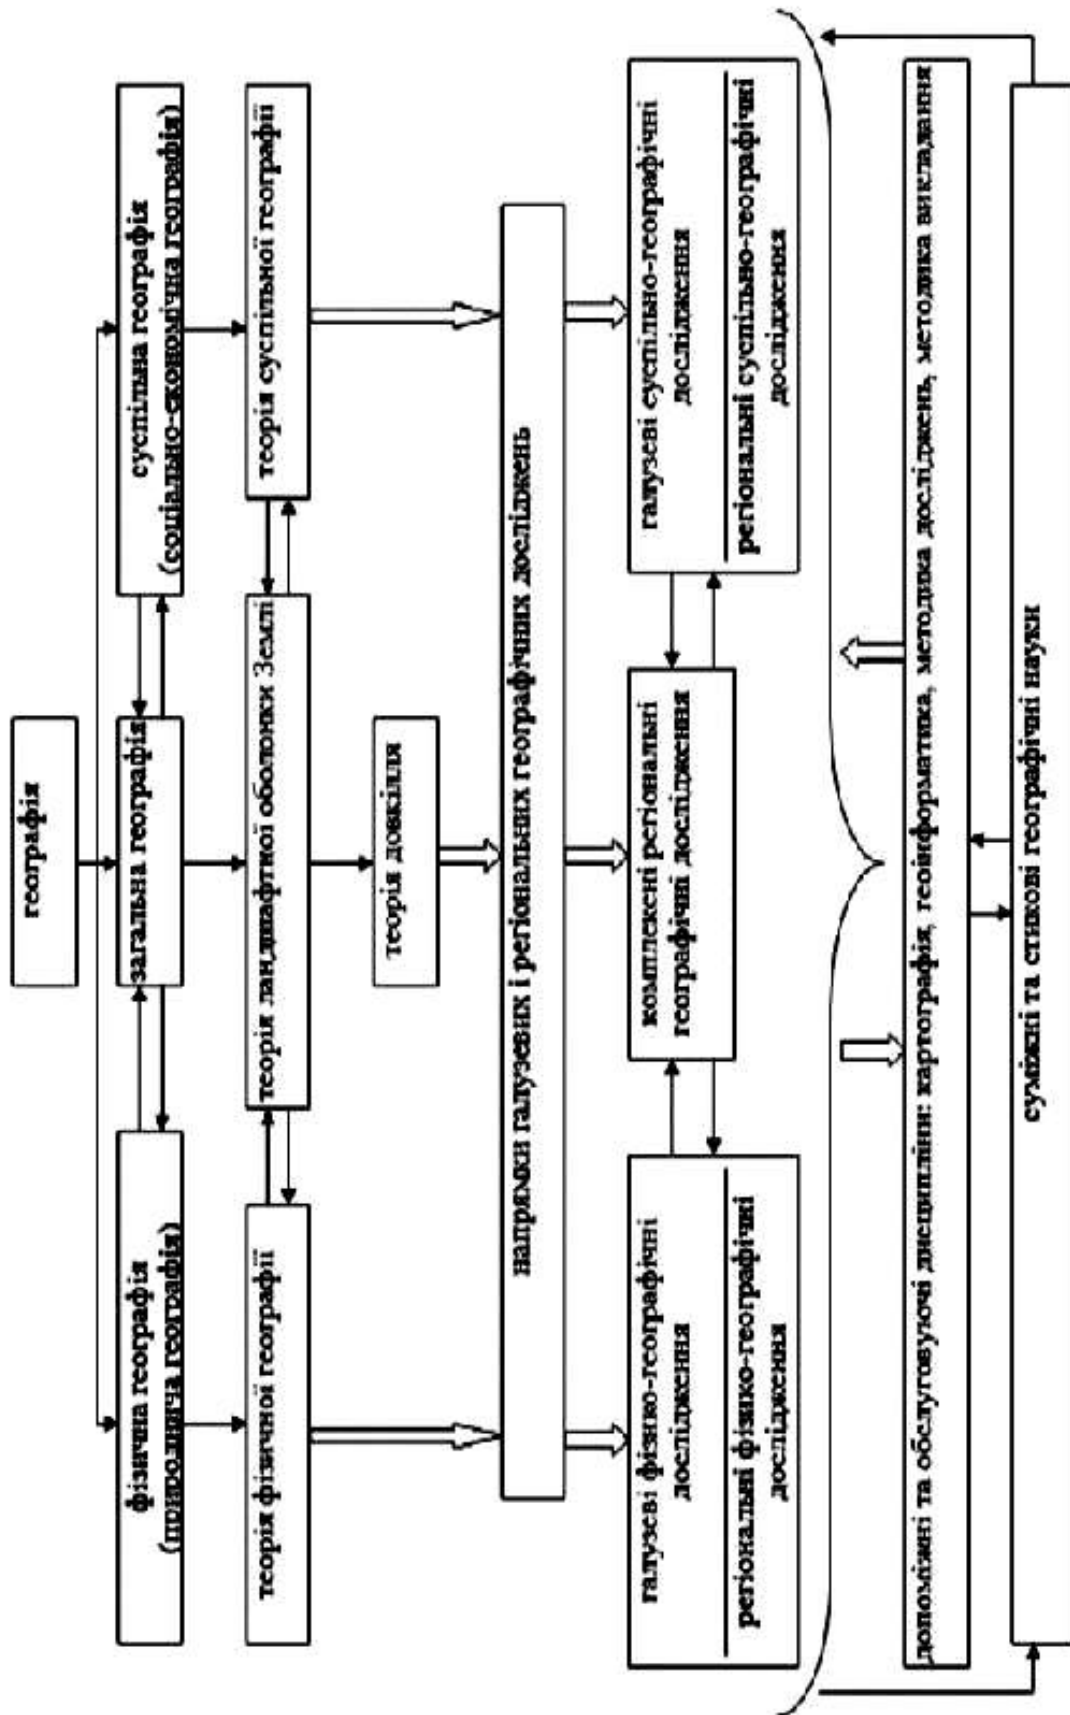 географія
фізична географія
(природнича географія)
загальна географія
суспільна географія
(соціально-економічна географія)
теорія фізичної географії
теорія ландшафтної оболонки Землі
теорія суспільної географії
теорія довкілля
напрямки галузевих і регіональних географічних досліджень
галузеві фізико-географічні
дослідження
регіональні фізико-географічні
дослідження
комплексні регіональні
географічні дослідження
галузеві суспільно-географічні
дослідження
регіональні суспільно-географічні
дослідження
допоміжні та обслуговуючі дисципліни: картографія, геоінформатика, методика досліджень, методика викладання
суміжні та стикові географічні науки